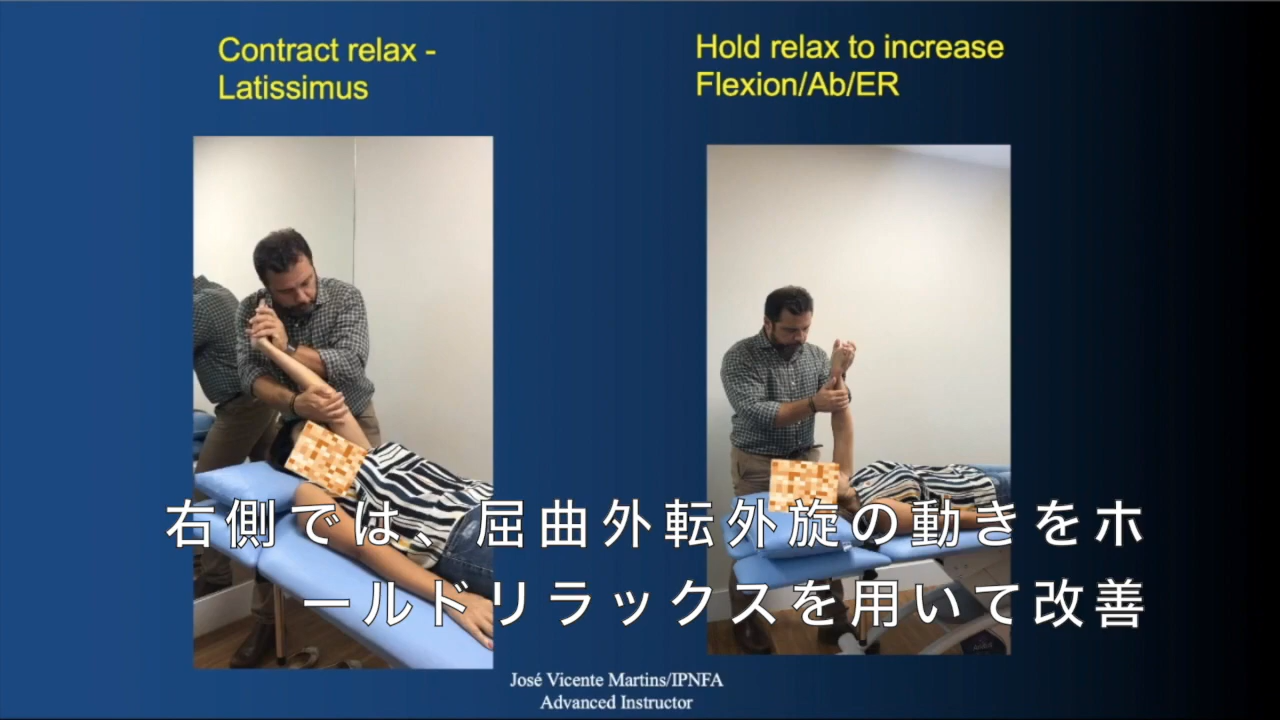 Contract relax -
Latissimus
Hold relax to increase
Flexion/Ab/ER
右側では、屈曲外転外旋の動きをホ
ールドリラックスを用いて改善
José Vicente Martins/IPNFA
Advanced Instructor